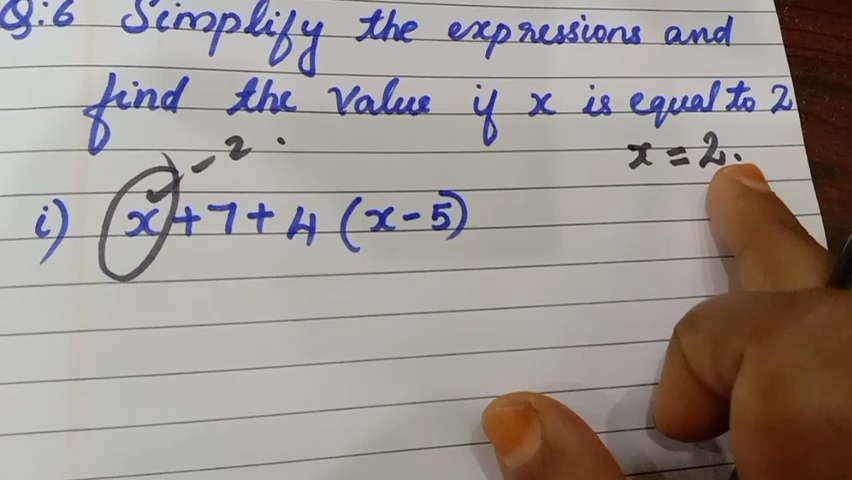 Q:6 Simplify the expressions and
find the value if x is equal to 2
- 2 .
x = 2.
i) x + 7 + 4 (x - 5)